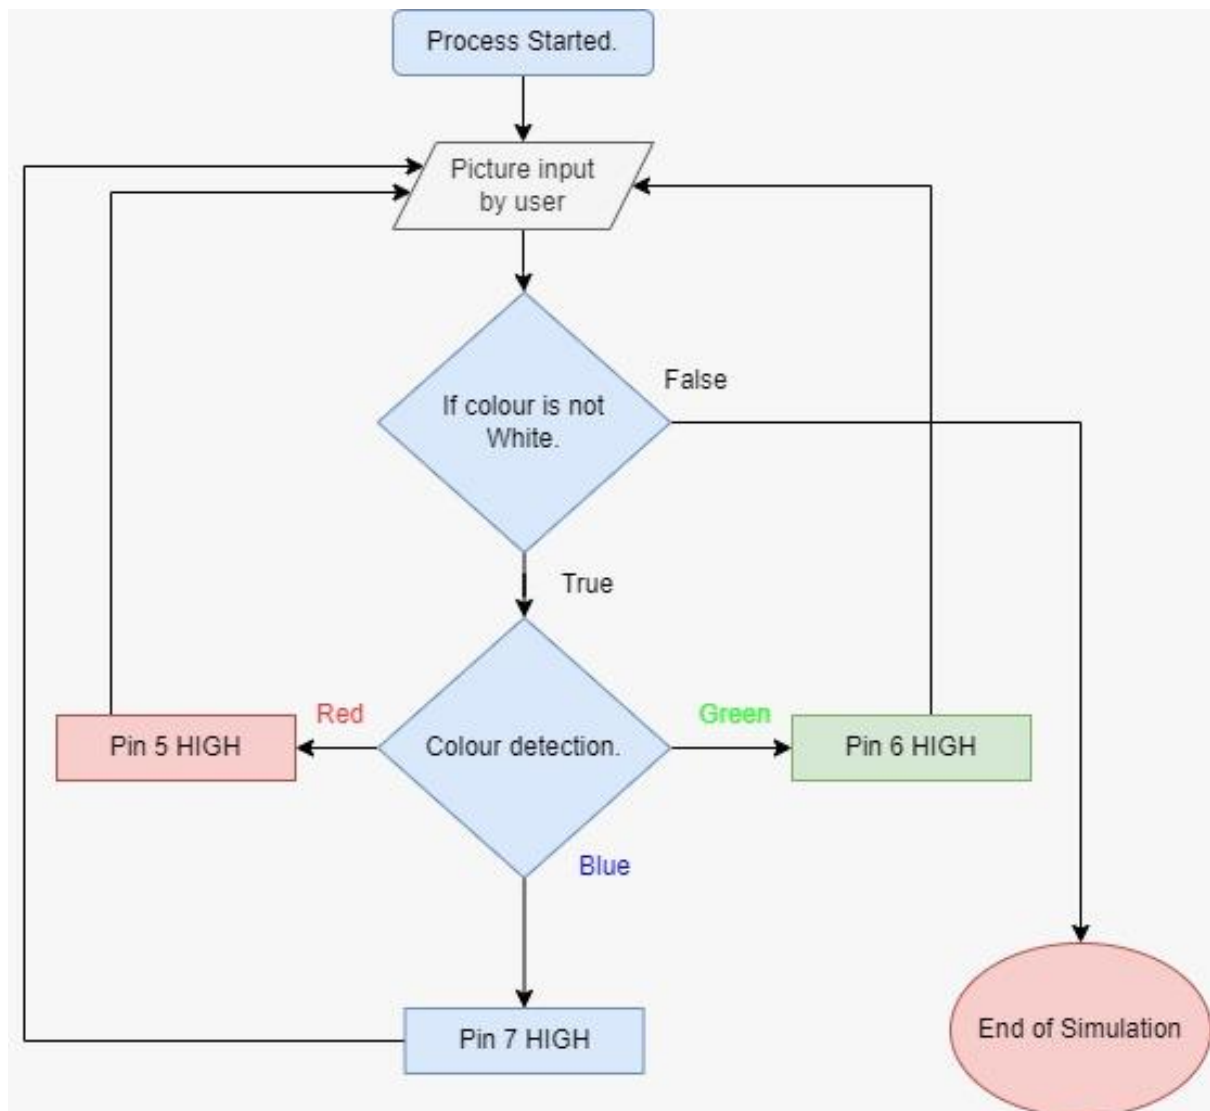 Process Started.
Picture input
by user
False
If colour is not
White.
True
Red
Green
Pin 5 HIGH
Colour detection.
Pin 6 HIGH
Blue
End of Simulation
Pin 7 HIGH